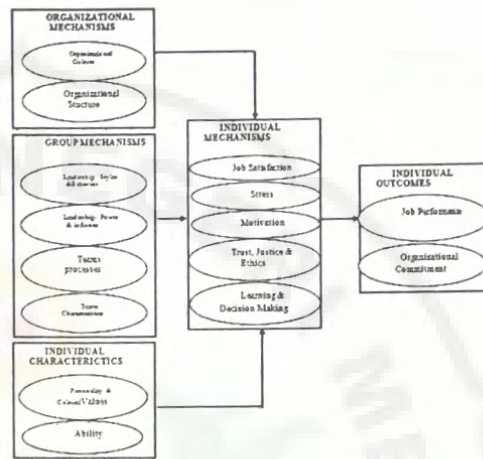 ORGANIZATIONAL
MECHANISMS
Organizational
Culture
Organizational
Structure
GROUP MECHANISMS
Leadership: Styles
& Behaviors
Leadership: Power
& Influence
Teams
processes
Team
Characteristics
INDIVIDUAL
CHARACTERICTICS
Personality &
Cultural Values
Ability
INDIVIDUAL
MECHANISMS
Job Satisfaction
Stress
Motivation
Trust, Justice &
Ethics
Learning &
Decision Making
INDIVIDUAL
OUTCOMES
Job Performance
Organizational
Commitment